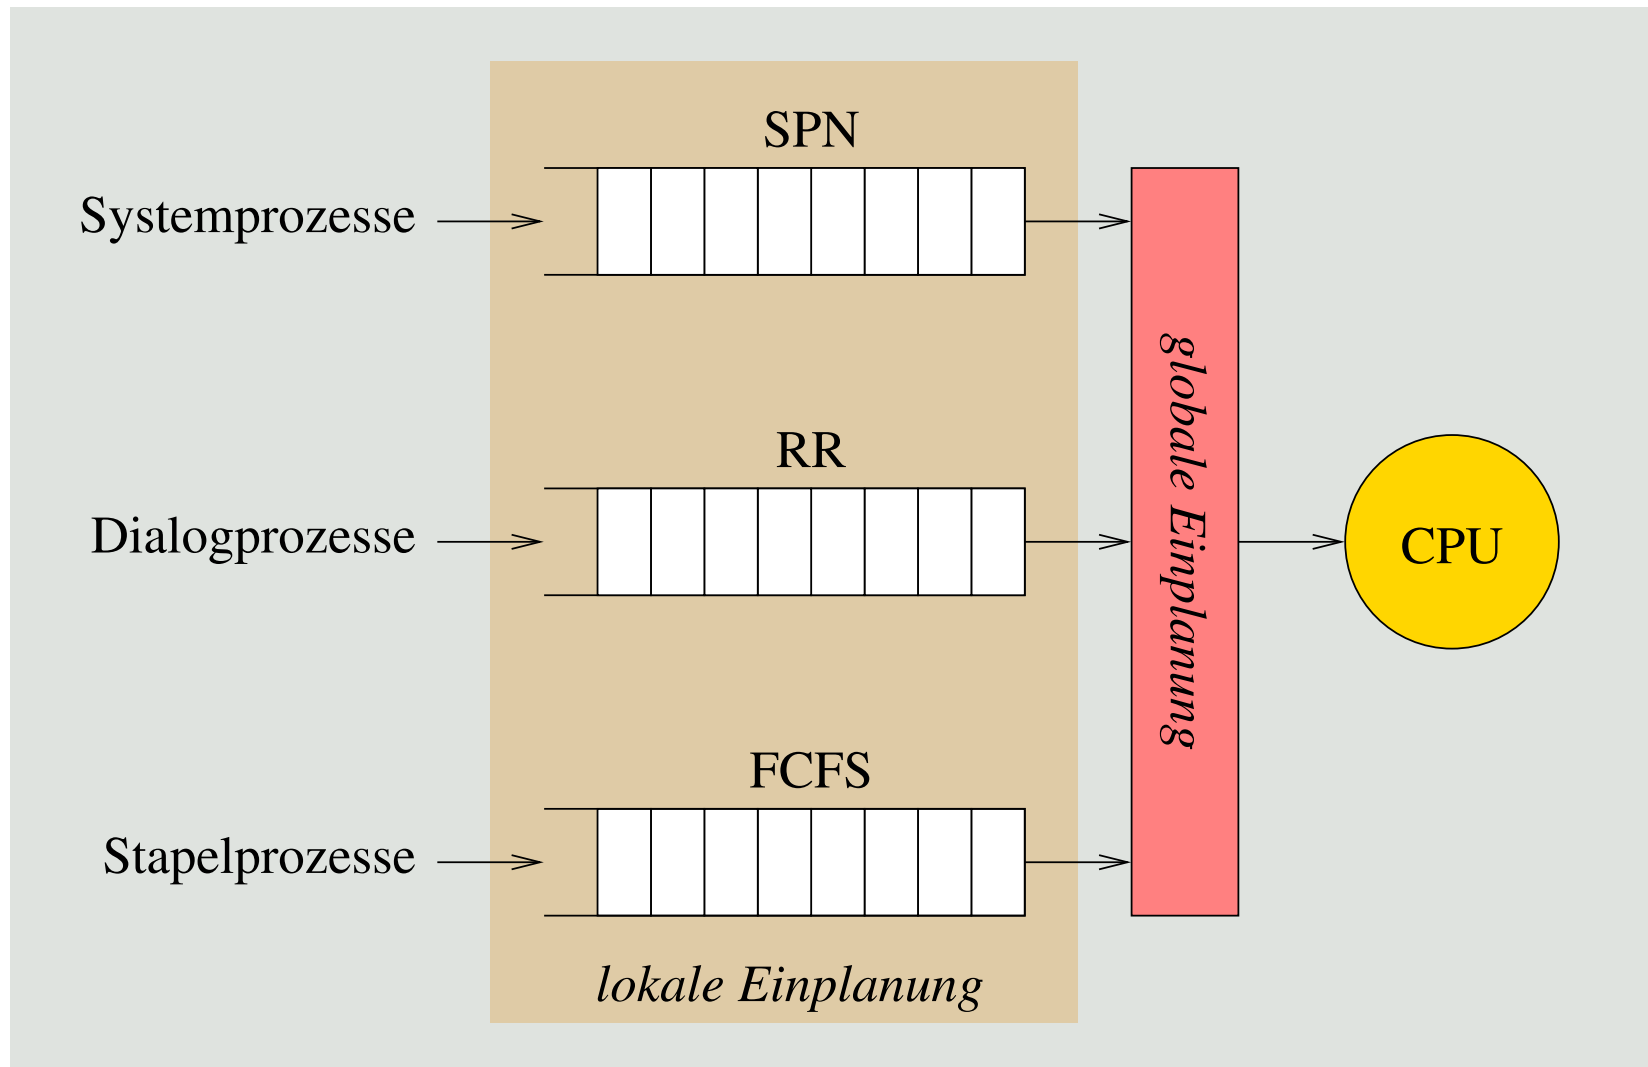 SPN
Systemprozesse
RR
Dialogprozesse
FCFS
Stapelprozesse
lokale Einplanung
globale Einplanung
CPU